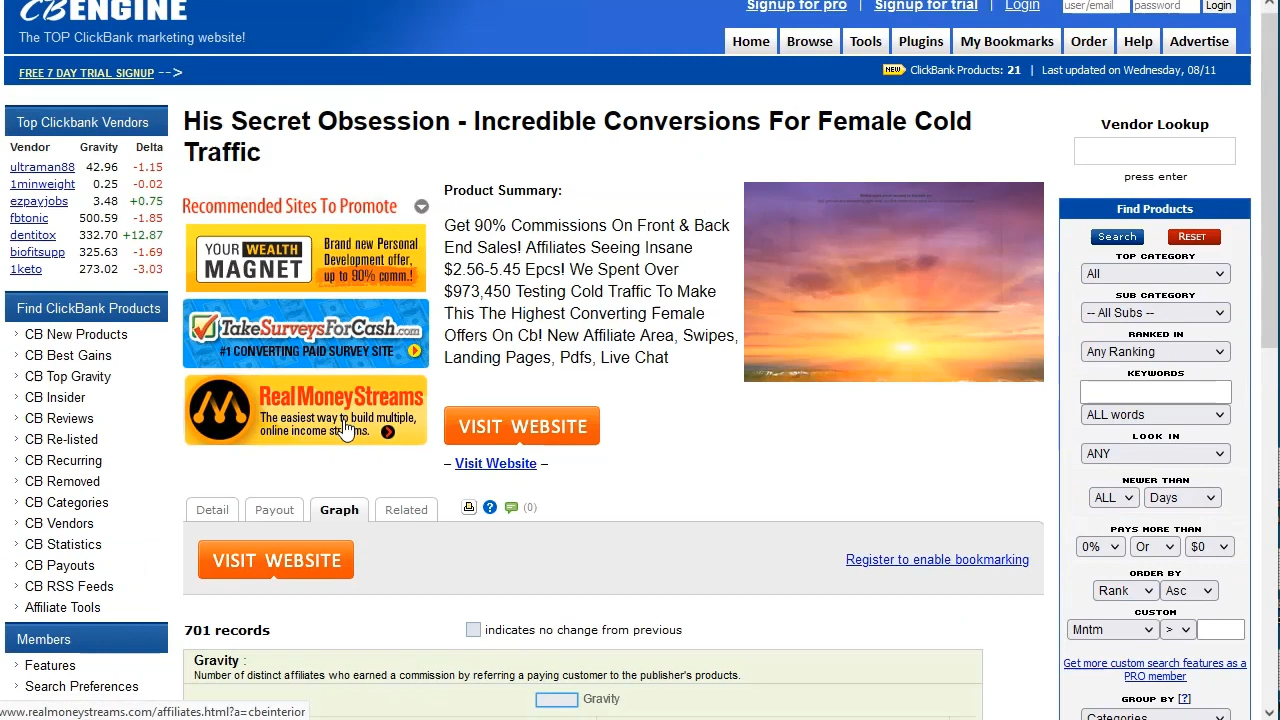 CBENGINE
The TOP ClickBank marketing website!
Signup for pro | Signup for trial | Login user/email password Login
Home Browse Tools Plugins My Bookmarks Order Help Advertise
FREE 7 DAY TRIAL SIGNUP -->
NEW ClickBank Products: 21 | Last updated on Wednesday, 08/11
Top Clickbank Vendors
Vendor Gravity Delta
ultraman88 42.96 -1.15
1minweight 0.25 -0.02
ezpayjobs 3.48 +0.75
fbtonic 500.59 -1.85
dentitox 332.70 +12.87
biofitsupp 325.63 -1.69
1keto 273.02 -3.03
Find ClickBank Products
CB New Products
CB Best Gains
CB Top Gravity
CB Insider
CB Reviews
CB Re-listed
CB Recurring
CB Removed
CB Categories
CB Vendors
CB Statistics
CB Payouts
CB RSS Feeds
Affiliate Tools
Members
Features
Search Preferences
www.realmoneystreams.com/affiliates.html?a=cbeinterior
His Secret Obsession - Incredible Conversions For Female Cold
Traffic
Recommended Sites To Promote
YOUR WEALTH MAGNET
Brand new Personal
Development offer,
up to 90% comm.!
TakeSurveysForCash.com
#1 CONVERTING PAID SURVEY SITE
RealMoneyStreams
The easiest way to build multiple,
online income streams.
Product Summary:
Get 90% Commissions On Front & Back
End Sales! Affiliates Seeing Insane
$2.56-5.45 Epcs! We Spent Over
$973,450 Testing Cold Traffic To Make
This The Highest Converting Female
Offers On Cb! New Affiliate Area, Swipes,
Landing Pages, Pdfs, Live Chat
VISIT WEBSITE
– Visit Website –
Detail Payout Graph Related (0)
VISIT WEBSITE
Register to enable bookmarking
701 records indicates no change from previous
Gravity :
Number of distinct affiliates who earned a commission by referring a paying customer to the publisher's products.
Gravity
Vendor Lookup
press enter
Find Products
Search RESET
TOP CATEGORY
All
SUB CATEGORY
-- All Subs --
RANKED IN
Any Ranking
KEYWORDS
ALL words
LOOK IN
ANY
NEWER THAN
ALL Days
PAYS MORE THAN
0% Or $0
ORDER BY
Rank Asc
CUSTOM
Mntm >
Get more custom search features as a
PRO member
GROUP BY [?]
Categories